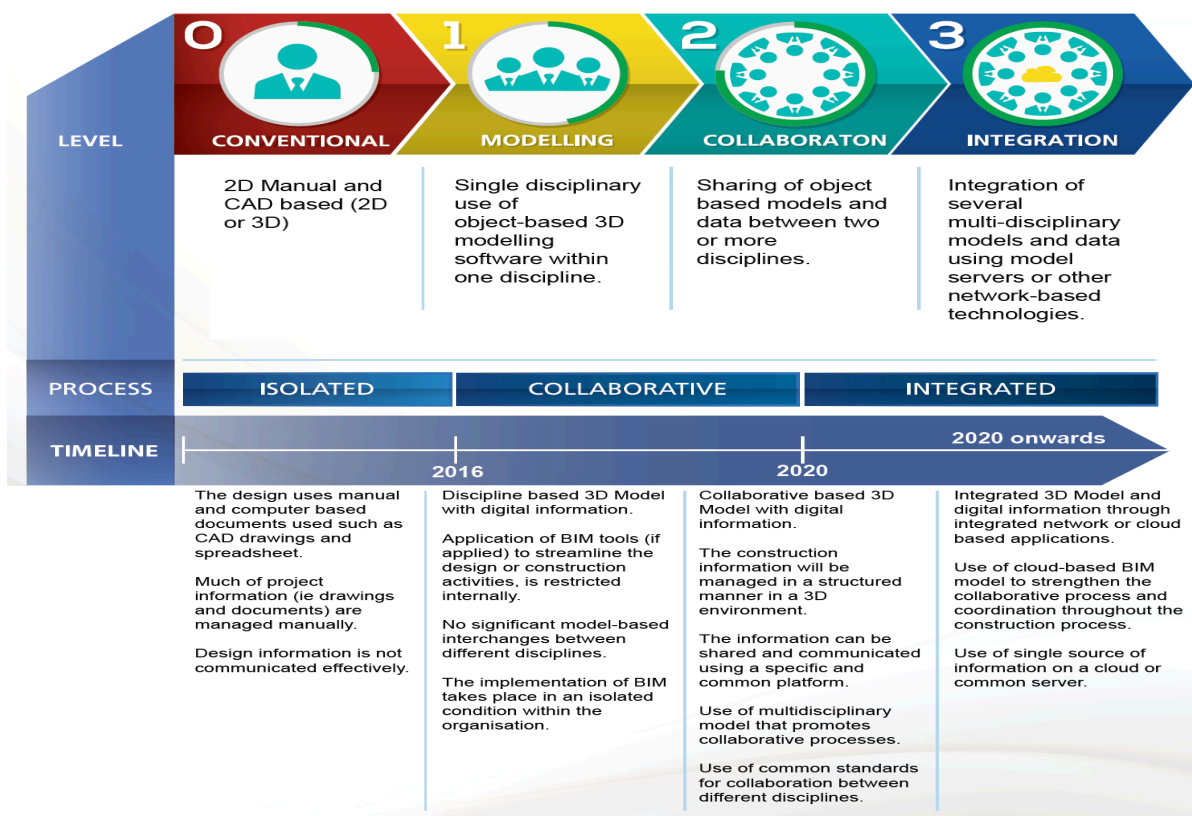 0
1
2
3
LEVEL
CONVENTIONAL
MODELLING
COLLABORATON
INTEGRATION
2D Manual and
CAD based (2D
or 3D)
Single disciplinary
use of
object-based 3D
modelling
software within
one discipline.
Sharing of object
based models and
data between two
or more
disciplines.
Integration of
several
multi-disciplinary
models and data
using model
servers or other
network-based
technologies.
PROCESS
ISOLATED
COLLABORATIVE
INTEGRATED
TIMELINE
2016
2020
2020 onwards
The design uses manual
and computer based
documents used such as
CAD drawings and
spreadsheet.
Much of project
information (ie drawings
and documents) are
managed manually.
Design information is not
communicated effectively.
Discipline based 3D Model
with digital information.
Application of BIM tools (if
applied) to streamline the
design or construction
activities, is restricted
internally.
No significant model-based
interchanges between
different disciplines.
The implementation of BIM
takes place in an isolated
condition within the
organisation.
Collaborative based 3D
Model with digital
information.
The construction
information will be
managed in a structured
manner in a 3D
environment.
The information can be
shared and communicated
using a specific and
common platform.
Use of multidisciplinary
model that promotes
collaborative processes.
Use of common standards
for collaboration between
different disciplines.
Integrated 3D Model and
digital information through
integrated network or cloud
based applications.
Use of cloud-based BIM
model to strengthen the
collaborative process and
coordination throughout the
construction process.
Use of single source of
information on a cloud or
common server.